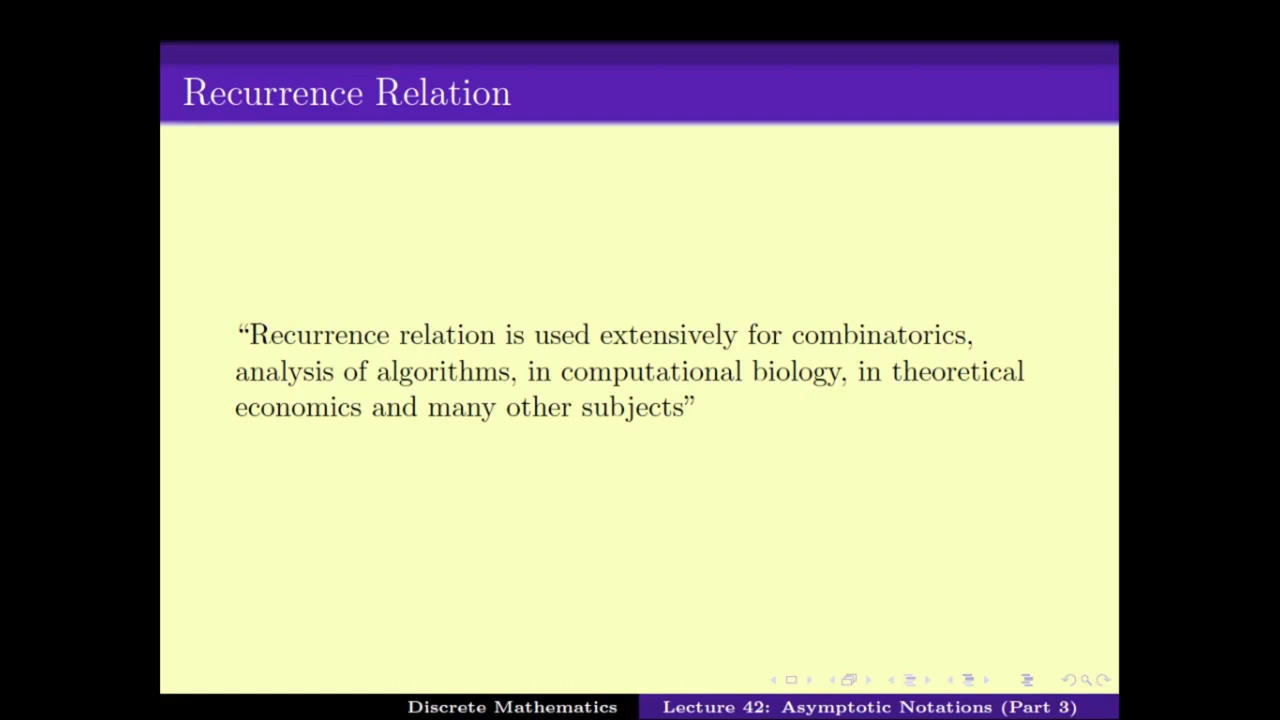 Recurrence Relation
“Recurrence relation is used extensively for combinatorics,
analysis of algorithms, in computational biology, in theoretical
economics and many other subjects”
Discrete Mathematics
Lecture 42: Asymptotic Notations (Part 3)